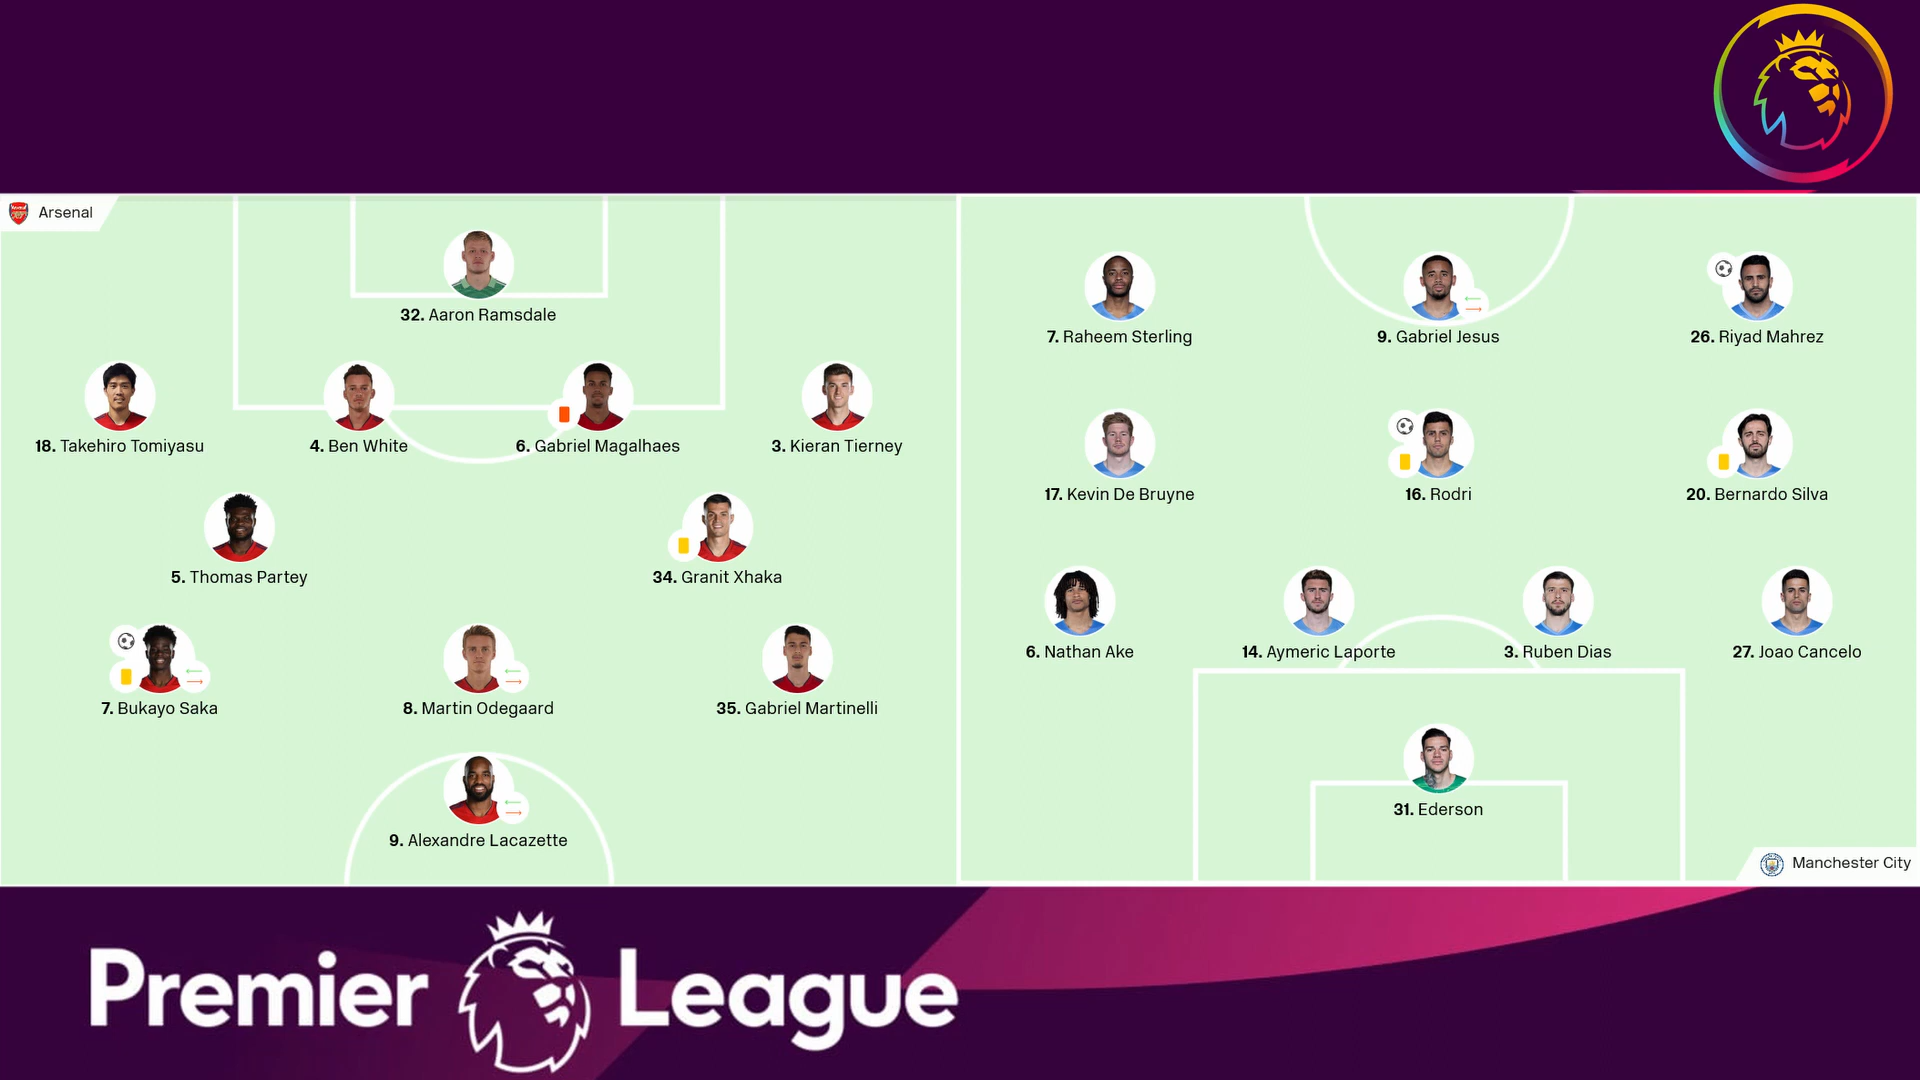 Arsenal
32. Aaron Ramsdale
18. Takehiro Tomiyasu
4. Ben White
6. Gabriel Magalhaes
3. Kieran Tierney
5. Thomas Partey
34. Granit Xhaka
7. Bukayo Saka
8. Martin Odegaard
35. Gabriel Martinelli
9. Alexandre Lacazette
7. Raheem Sterling
9. Gabriel Jesus
26. Riyad Mahrez
17. Kevin De Bruyne
16. Rodri
20. Bernardo Silva
6. Nathan Ake
14. Aymeric Laporte
3. Ruben Dias
27. Joao Cancelo
31. Ederson
Manchester City
Premier League